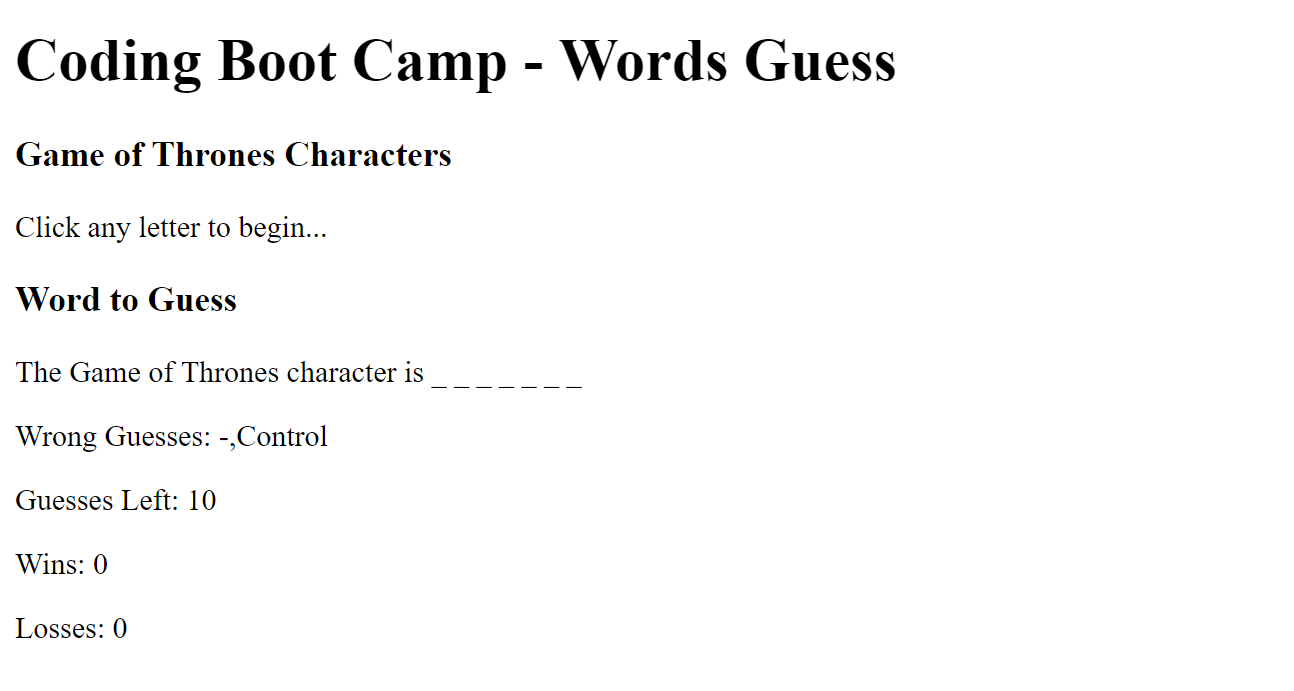 Coding Boot Camp - Words Guess
Game of Thrones Characters
Click any letter to begin...
Word to Guess
The Game of Thrones character is _ _ _ _ _ _ _
Wrong Guesses: -,Control
Guesses Left: 10
Wins: 0
Losses: 0